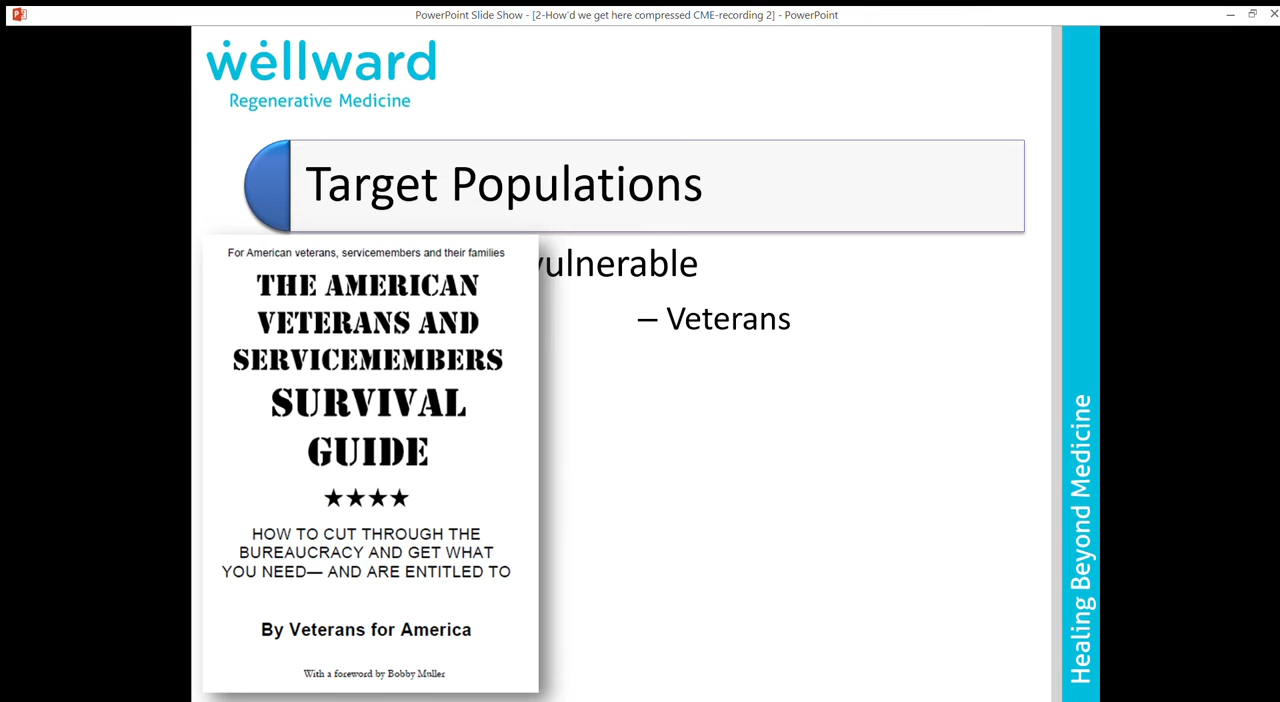 PowerPoint Slide Show - [2-How'd we get here compressed CME-recording 2] - PowerPoint
wellward
Regenerative Medicine
Target Populations
vulnerable
– Veterans
For American veterans, servicemembers and their families
THE AMERICAN
VETERANS AND
SERVICEMEMBERS
SURVIVAL
GUIDE
★★★★
HOW TO CUT THROUGH THE
BUREAUCRACY AND GET WHAT
YOU NEED— AND ARE ENTITLED TO
By Veterans for America
With a foreword by Bobby Muller
Healing Beyond Medicine